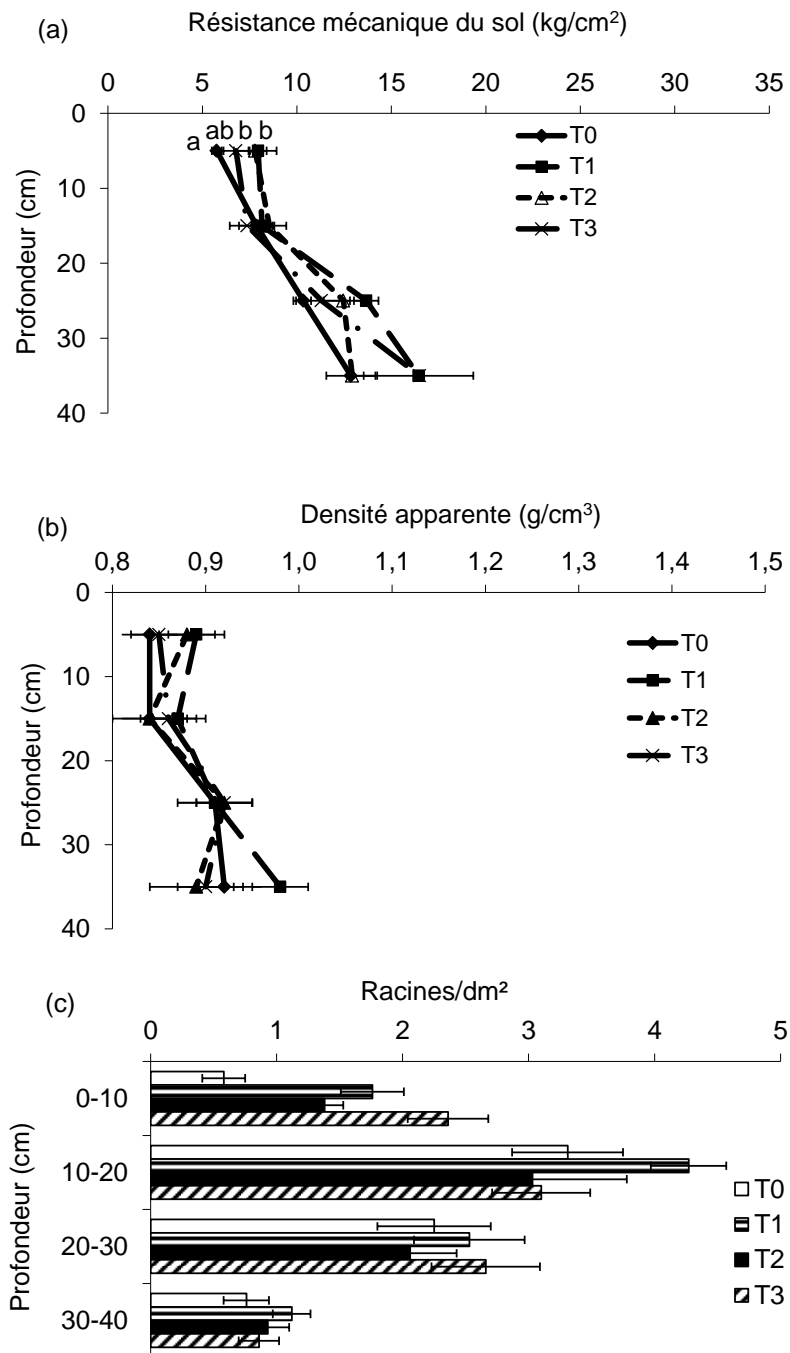 (a)
Résistance mécanique du sol (kg/cm²)
0 5 10 15 20 25 30 35
Profondeur (cm)
0
10
20
30
40
a ab b b
T0
T1
T2
T3
(b)
Densité apparente (g/cm³)
0,8 0,9 1,0 1,1 1,2 1,3 1,4 1,5
Profondeur (cm)
0
10
20
30
40
T0
T1
T2
T3
(c)
Racines/dm²
0 1 2 3 4 5
Profondeur (cm)
0-10
10-20
20-30
30-40
T0
T1
T2
T3